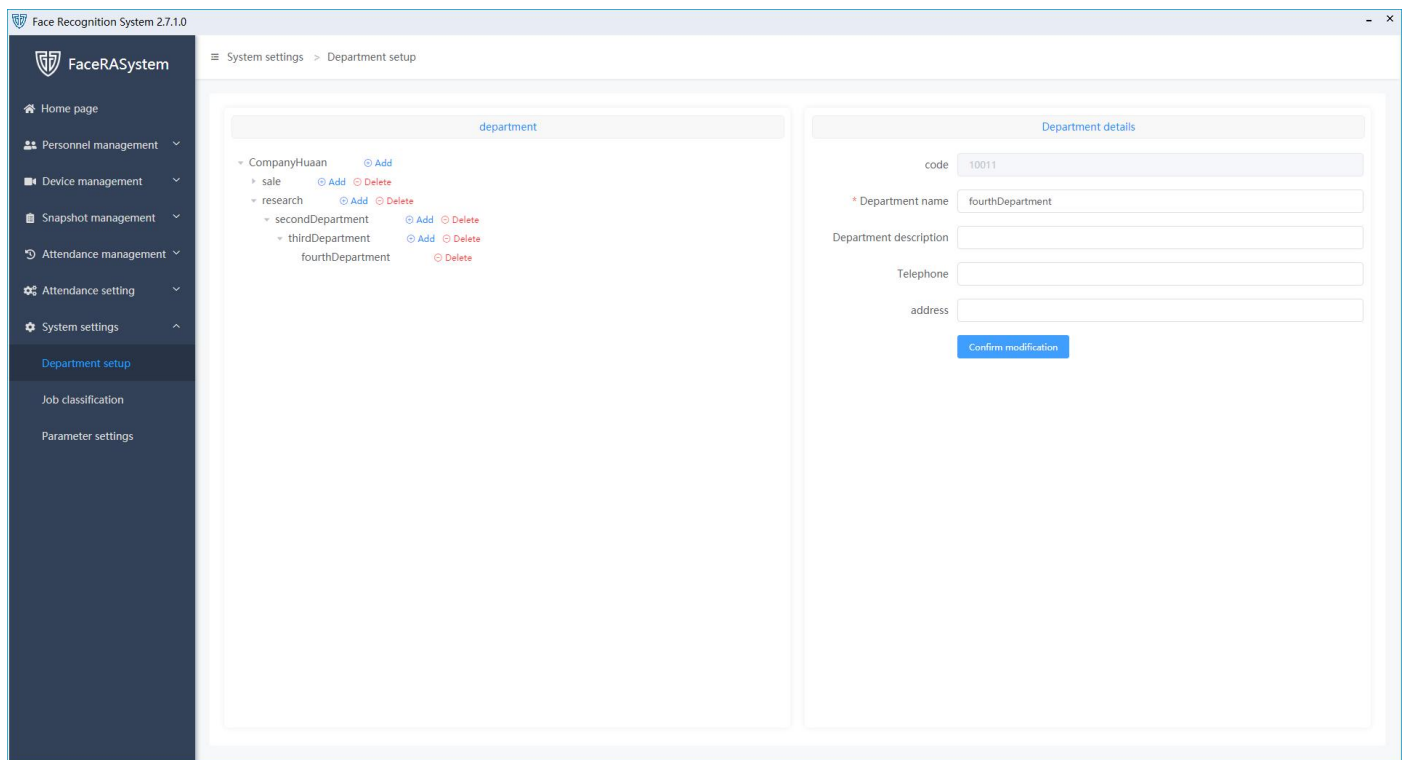 Face Recognition System 2.7.1.0
FaceRASystem
Home page
Personnel management
Device management
Snapshot management
Attendance management
Attendance setting
System settings
Department setup
Job classification
Parameter settings
System settings > Department setup
department
CompanyHuaan Add
sale Add Delete
research Add Delete
secondDepartment Add Delete
thirdDepartment Add Delete
fourthDepartment Delete
Department details
code 10011
* Department name fourthDepartment
Department description
Telephone
address
Confirm modification